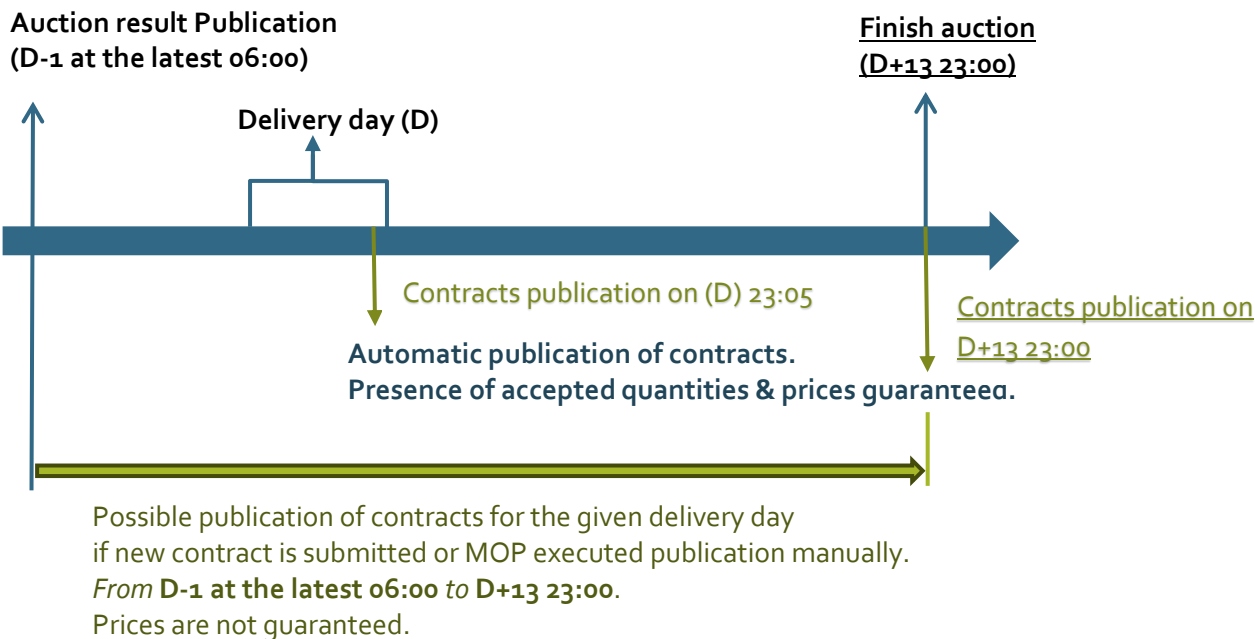 Auction result Publication
(D-1 at the latest 06:00)
Finish auction
(D+13 23:00)
Delivery day (D)
Contracts publication on (D) 23:05
Contracts publication on
D+13 23:00
Automatic publication of contracts.
Presence of accepted quantities & prices guaranteed.
Possible publication of contracts for the given delivery day
if new contract is submitted or MOP executed publication manually.
From D-1 at the latest 06:00 to D+13 23:00.
Prices are not guaranteed.